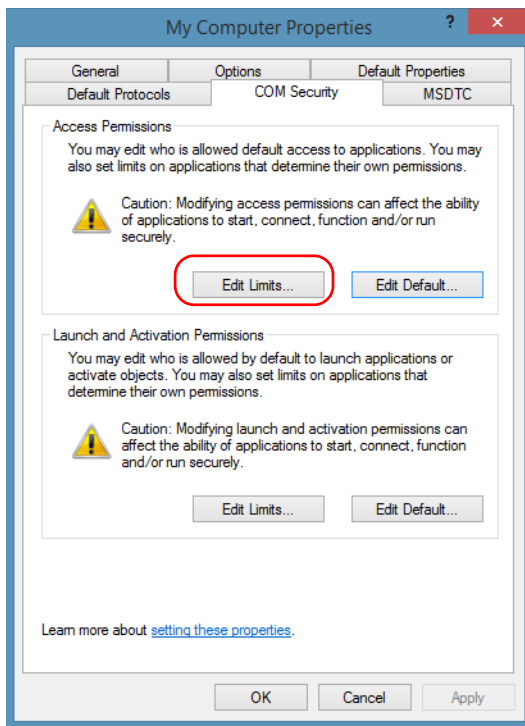 My Computer Properties
?
×
General Options Default Properties
Default Protocols COM Security MSDTC
Access Permissions
You may edit who is allowed default access to applications. You may
also set limits on applications that determine their own permissions.
Caution: Modifying access permissions can affect the ability
of applications to start, connect, function and/or run
securely.
Edit Limits... Edit Default...
Launch and Activation Permissions
You may edit who is allowed by default to launch applications or
activate objects. You may also set limits on applications that
determine their own permissions.
Caution: Modifying launch and activation permissions can
affect the ability of applications to start, connect, function
and/or run securely.
Edit Limits... Edit Default...
Learn more about setting these properties.
OK Cancel Apply